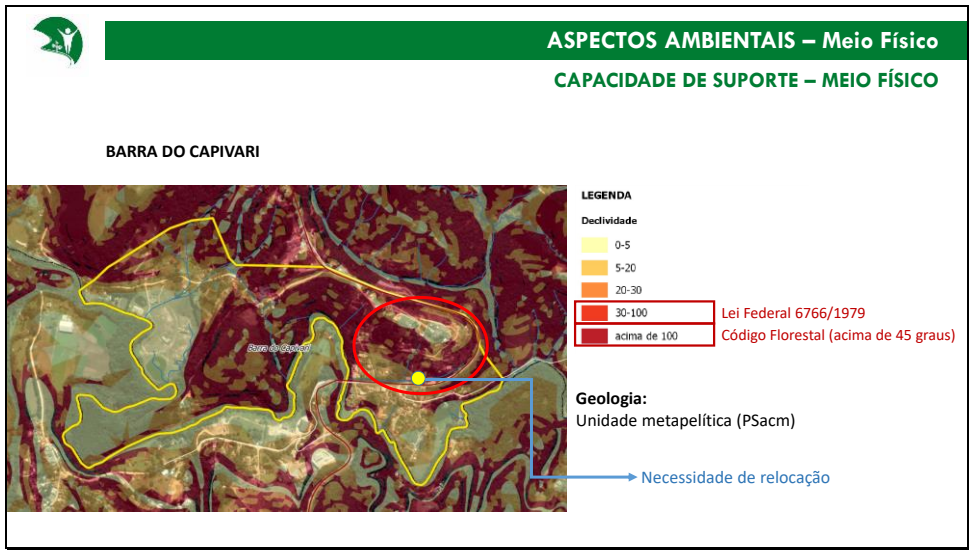 ASPECTOS AMBIENTAIS – Meio Físico
CAPACIDADE DE SUPORTE – MEIO FÍSICO
BARRA DO CAPIVARI
Barra do Capivari
LEGENDA
Declividade
0-5
5-20
20-30
30-100 Lei Federal 6766/1979
acima de 100 Código Florestal (acima de 45 graus)
Geologia:
Unidade metapelítica (PSacm)
Necessidade de relocação